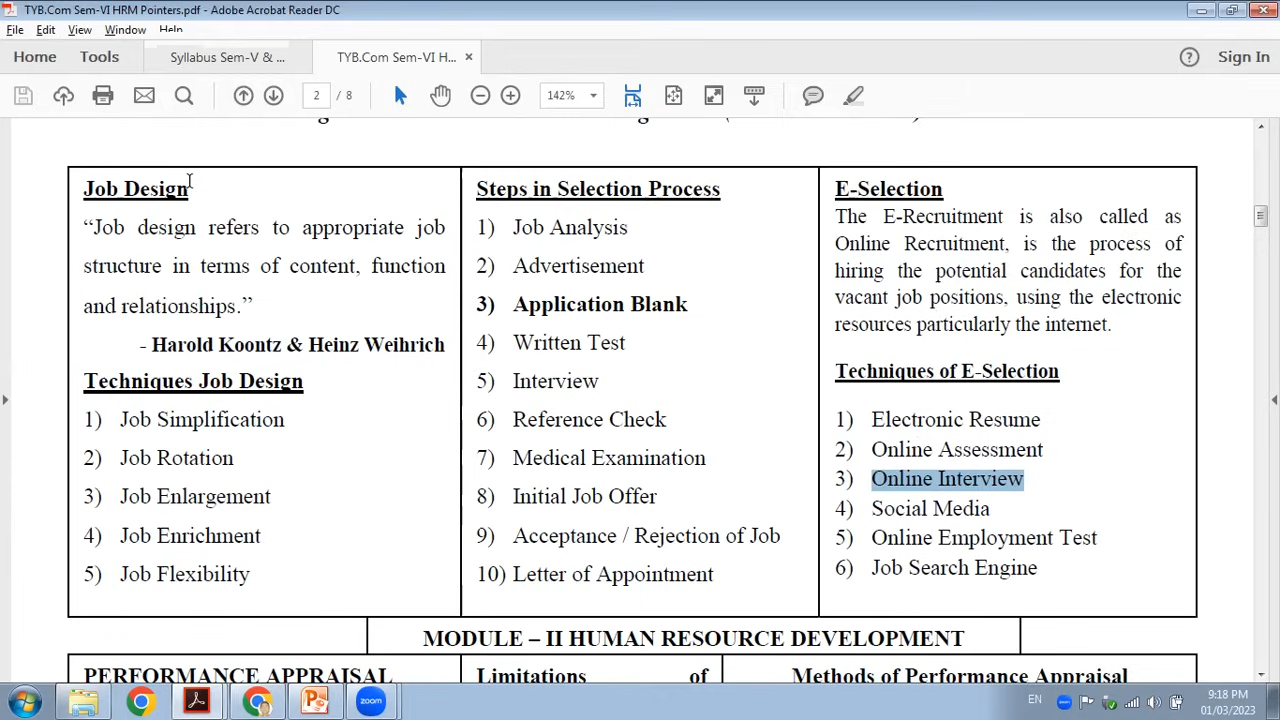 TYB.Com Sem-VI HRM Pointers.pdf - Adobe Acrobat Reader DC
File Edit View Window Help
Home Tools Syllabus Sem-V & ... TYB.Com Sem-VI H... × ? Sign In
2 / 8 142%
Job Design
“Job design refers to appropriate job
structure in terms of content, function
and relationships.”
- Harold Koontz & Heinz Weihrich
Techniques Job Design
1) Job Simplification
2) Job Rotation
3) Job Enlargement
4) Job Enrichment
5) Job Flexibility
Steps in Selection Process
1) Job Analysis
2) Advertisement
3) Application Blank
4) Written Test
5) Interview
6) Reference Check
7) Medical Examination
8) Initial Job Offer
9) Acceptance / Rejection of Job
10) Letter of Appointment
E-Selection
The E-Recruitment is also called as
Online Recruitment, is the process of
hiring the potential candidates for the
vacant job positions, using the electronic
resources particularly the internet.
Techniques of E-Selection
1) Electronic Resume
2) Online Assessment
3) Online Interview
4) Social Media
5) Online Employment Test
6) Job Search Engine
MODULE – II HUMAN RESOURCE DEVELOPMENT
PERFORMANCE APPRAISAL
Limitations of
Methods of Performance Appraisal
zoom
EN
9:18 PM
01/03/2023